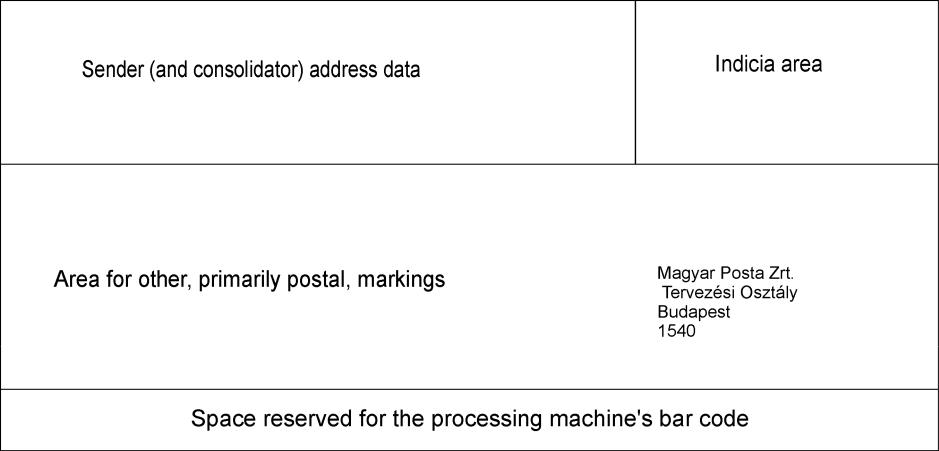 Sender (and consolidator) address data
Indicia area
Area for other, primarily postal, markings
Magyar Posta Zrt.
Tervezési Osztály
Budapest
1540
Space reserved for the processing machine's bar code